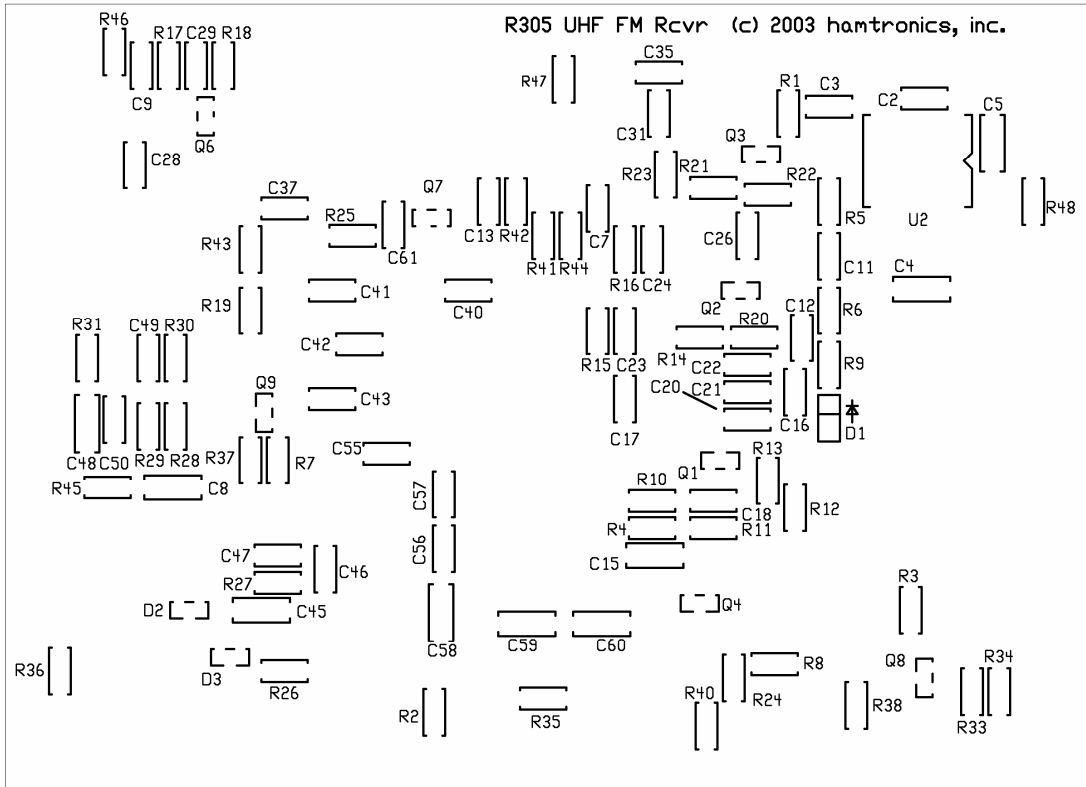 R305 UHF FM Rcvr (c) 2003 hamtronics, inc.
R46
R17 C29 R18
C9
Q6
C28
C35
R47
C31
R1
C3
C2
C5
Q3
R23
R21
R22
R5
U2
R48
C37
R25
Q7
C61
C13
R42
C7
R41
R44
R16
C24
C26
C11
C4
R43
R19
C41
C40
Q2
C12
R6
R31
C49
R30
C42
R15
C23
R14
R20
C22
R9
C20
C21
C16
D1
Q9
C43
C17
C48
C50
R29
R28
R37
R7
C55
R45
C8
C57
Q1
R13
R10
C18
R12
R4
R11
C15
C56
C47
R27
C46
D2
C45
C58
C59
C60
Q4
R3
R36
D3
R26
R2
R35
R8
R24
R40
R38
Q8
R34
R33